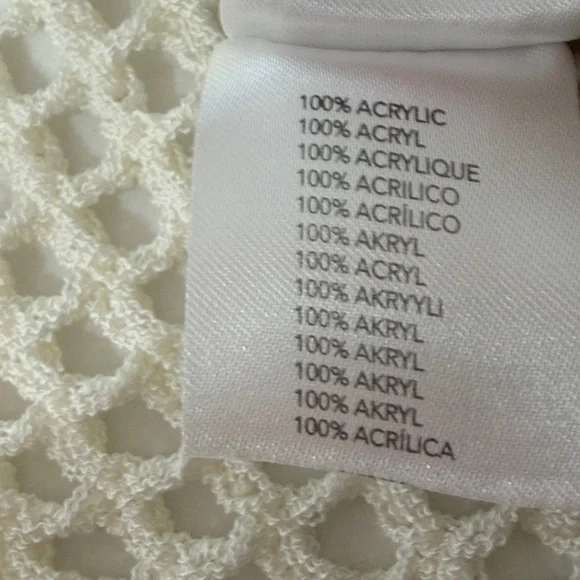 100% ACRYLIC
100% ACRYL
100% ACRYLIQUE
100% ACRILICO
100% ACRÍLICO
100% AKRYL
100% ACRYL
100% AKRYYLI
100% AKRYL
100% AKRYL
100% AKRYL
100% AKRYL
100% ACRÍLICA